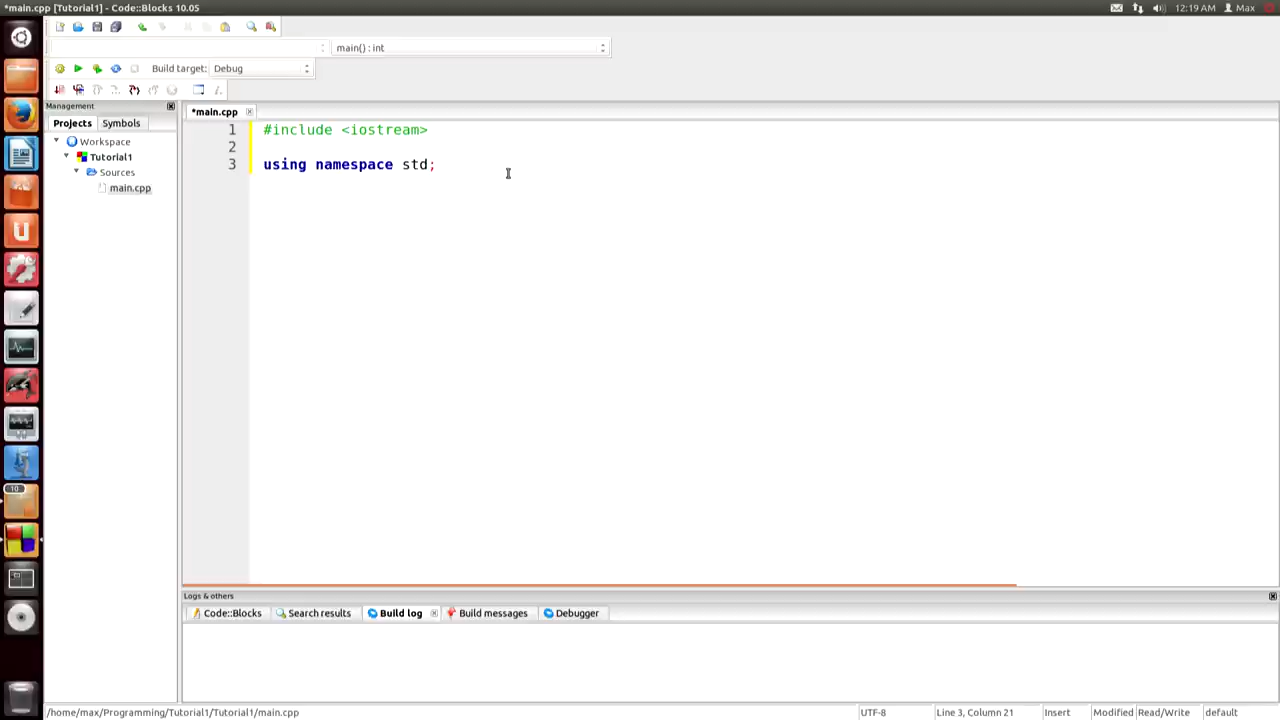 *main.cpp [Tutorial1] - Code::Blocks 10.05
12:19 AM
Max
main() : int
Build target:
Debug
Management
Projects
Symbols
Workspace
Tutorial1
Sources
main.cpp
*main.cpp
1
#include <iostream>
2
3
using namespace std;
10
Logs & others
Code::Blocks
Search results
Build log
Build messages
Debugger
/home/max/Programming/Tutorial1/Tutorial1/main.cpp
UTF-8
Line 3, Column 21
Insert
Modified
Read/Write
default